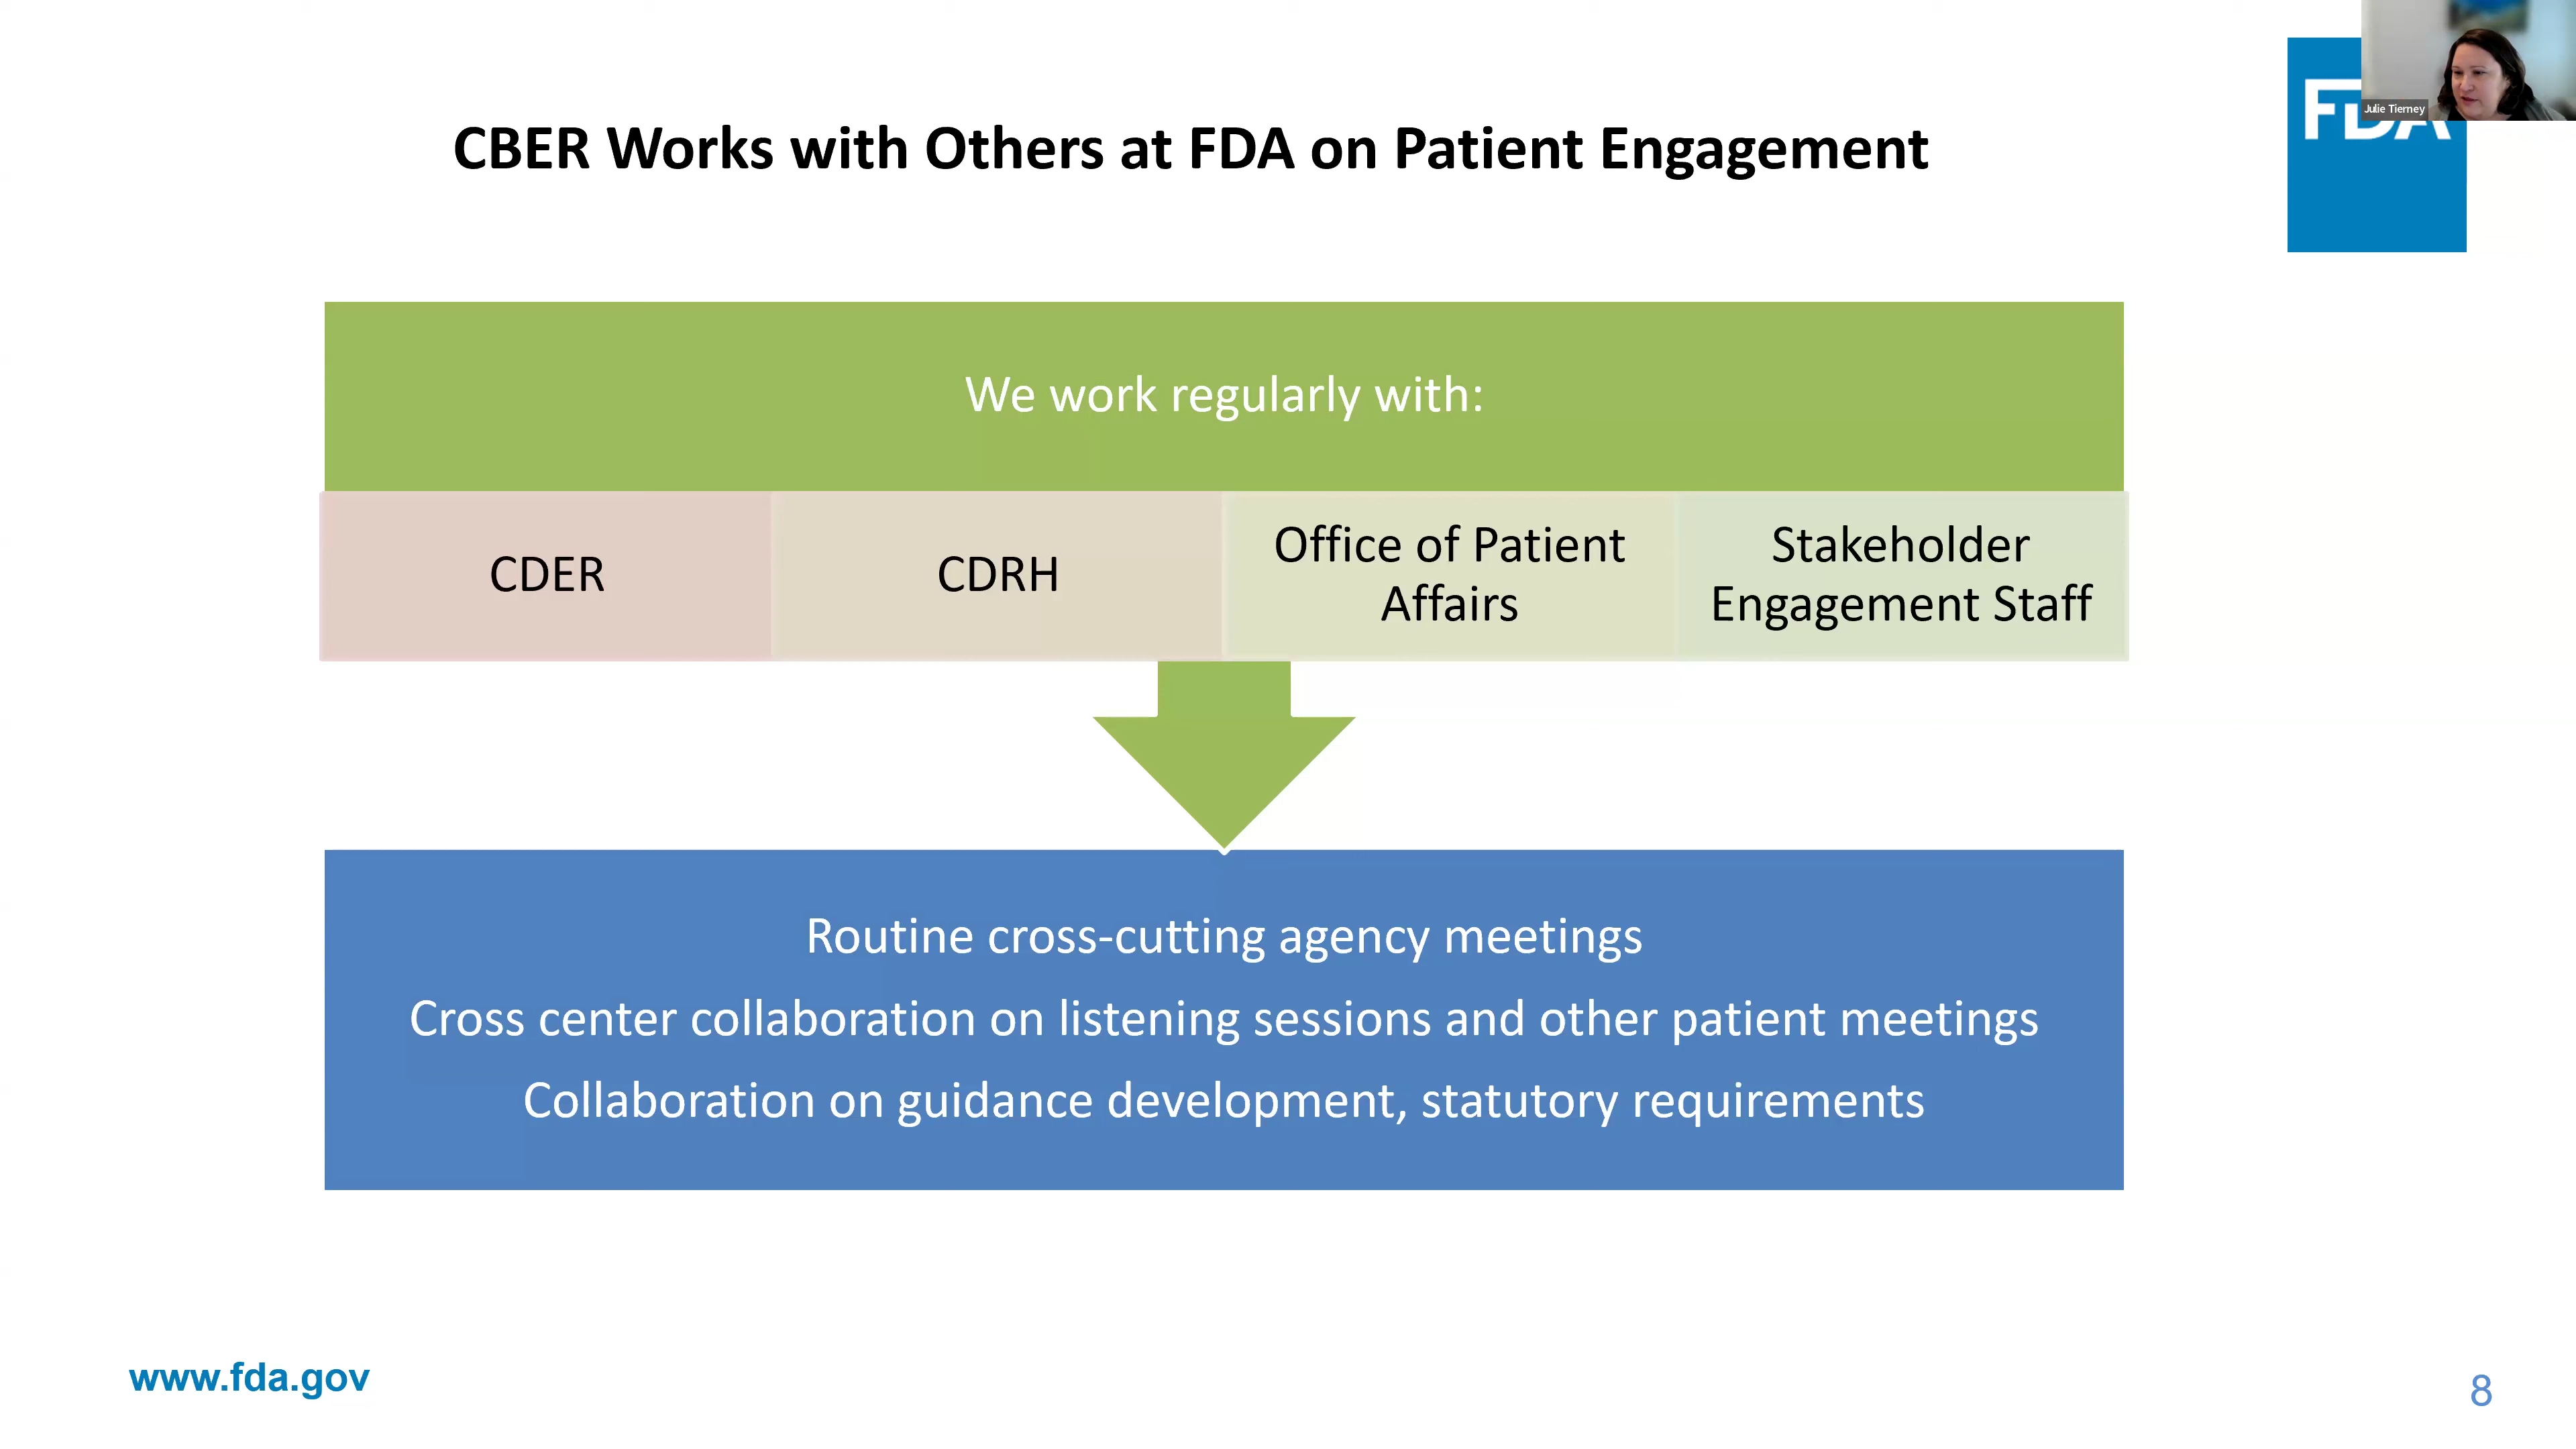 Julie Tierney
FDA
CBER Works with Others at FDA on Patient Engagement
We work regularly with:
CDER
CDRH
Office of Patient
Affairs
Stakeholder
Engagement Staff
Routine cross-cutting agency meetings
Cross center collaboration on listening sessions and other patient meetings
Collaboration on guidance development, statutory requirements
www.fda.gov
8